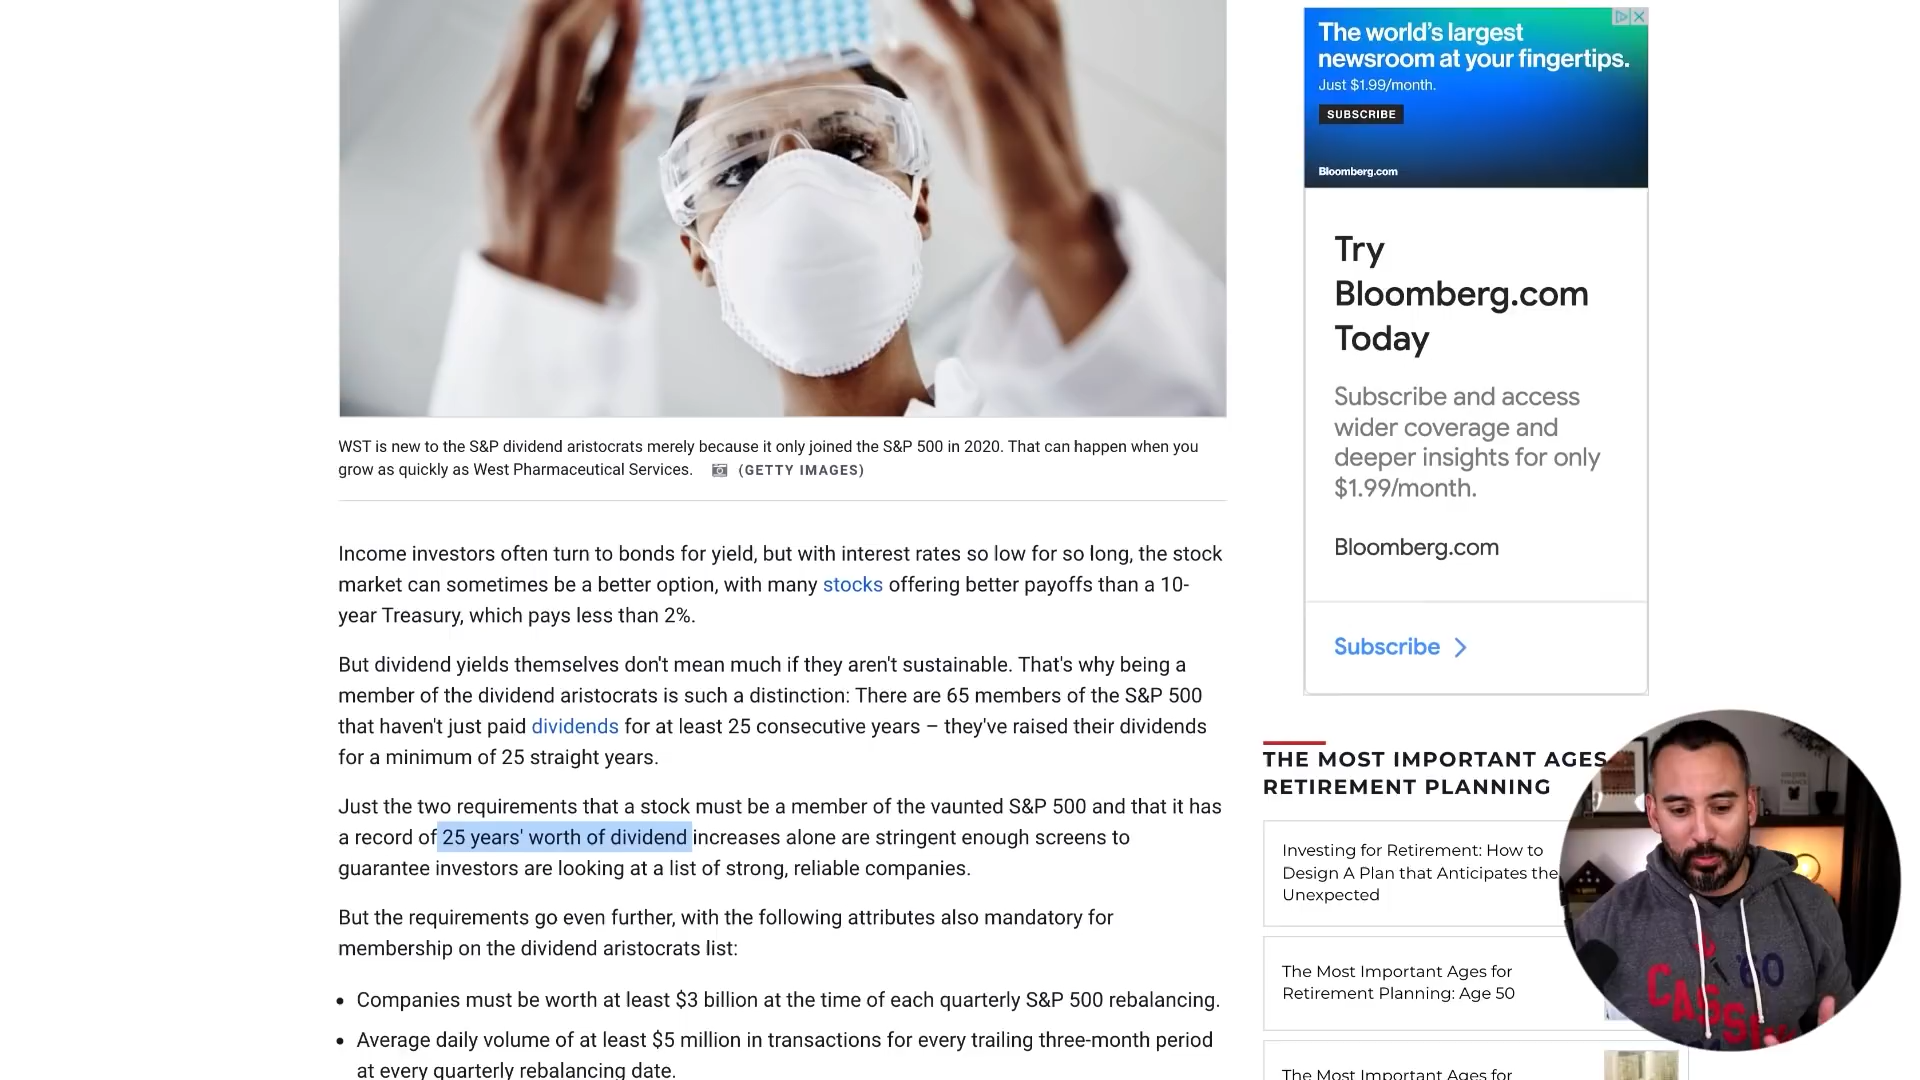 The world's largest
newsroom at your fingertips.
Just $1.99/month.
SUBSCRIBE
Bloomberg.com
Try
Bloomberg.com
Today
Subscribe and access
wider coverage and
deeper insights for only
$1.99/month.
Bloomberg.com
Subscribe
WST is new to the S&P dividend aristocrats merely because it only joined the S&P 500 in 2020. That can happen when you
grow as quickly as West Pharmaceutical Services. (GETTY IMAGES)
Income investors often turn to bonds for yield, but with interest rates so low for so long, the stock
market can sometimes be a better option, with many stocks offering better payoffs than a 10-
year Treasury, which pays less than 2%.
But dividend yields themselves don't mean much if they aren't sustainable. That's why being a
member of the dividend aristocrats is such a distinction: There are 65 members of the S&P 500
that haven't just paid dividends for at least 25 consecutive years – they've raised their dividends
for a minimum of 25 straight years.
Just the two requirements that a stock must be a member of the vaunted S&P 500 and that it has
a record of 25 years' worth of dividend increases alone are stringent enough screens to
guarantee investors are looking at a list of strong, reliable companies.
But the requirements go even further, with the following attributes also mandatory for
membership on the dividend aristocrats list:
• Companies must be worth at least $3 billion at the time of each quarterly S&P 500 rebalancing.
• Average daily volume of at least $5 million in transactions for every trailing three-month period
at every quarterly rebalancing date.
THE MOST IMPORTANT AGES
RETIREMENT PLANNING
Investing for Retirement: How to
Design A Plan that Anticipates the
Unexpected
The Most Important Ages for
Retirement Planning: Age 50
The Most Important Ages for
'60